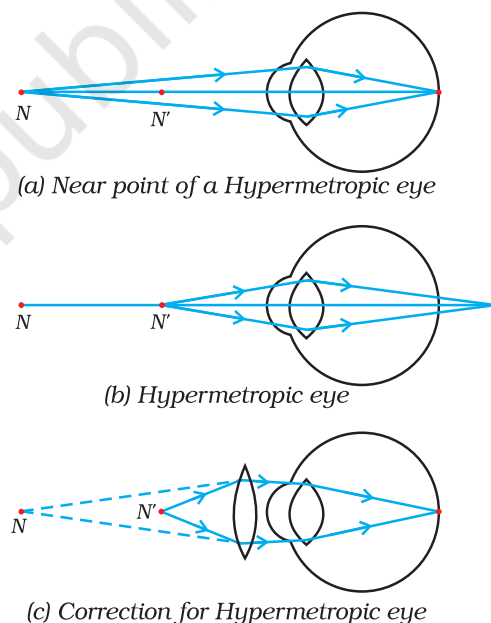 N
N'
(a) Near point of a Hypermetropic eye
N
N'
(b) Hypermetropic eye
N'
N
(c) Correction for Hypermetropic eye